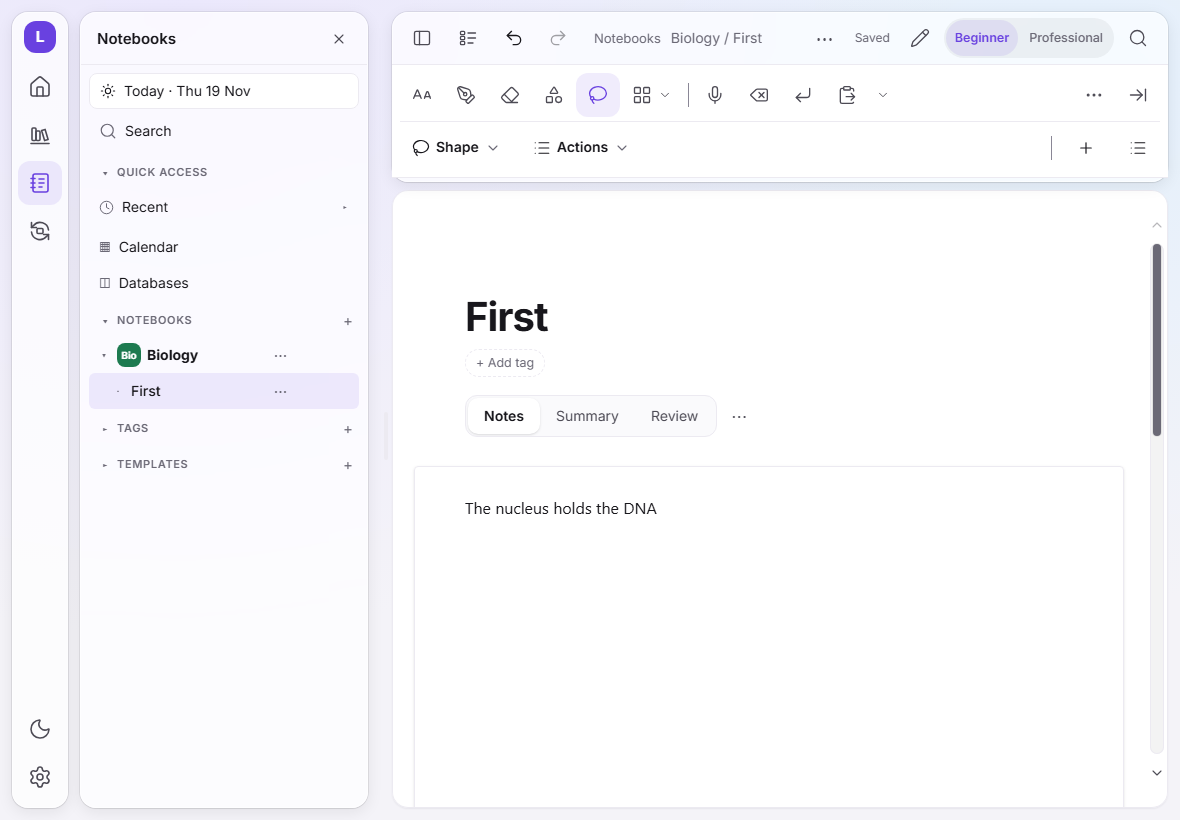 L
Notebooks
Today · Thu 19 Nov
Search
QUICK ACCESS
Recent
Calendar
Databases
NOTEBOOKS
Bio Biology
First
TAGS
TEMPLATES
Notebooks Biology / First
Saved
Beginner Professional
AA
Shape Actions
First
+ Add tag
Notes Summary Review
The nucleus holds the DNA